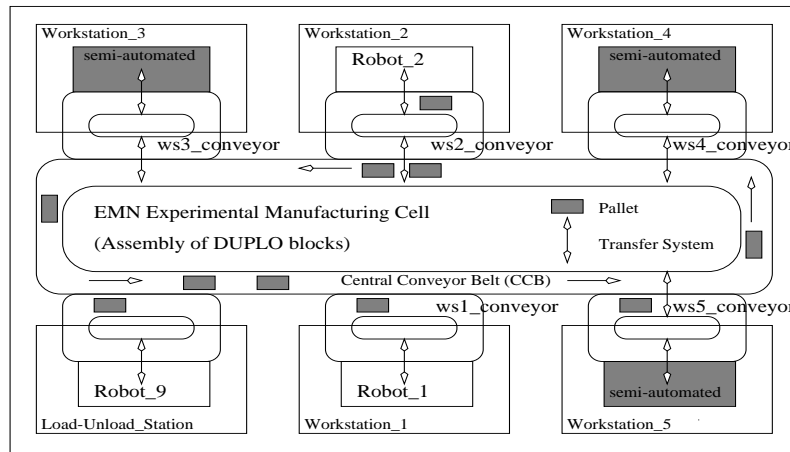 Workstation_3
semi-automated
Workstation_2
Robot_2
Workstation_4
semi-automated
ws3_conveyor
ws2_conveyor
ws4_conveyor
EMN Experimental Manufacturing Cell
(Assembly of DUPLO blocks)
Pallet
Transfer System
Central Conveyor Belt (CCB)
ws1_conveyor
ws5_conveyor
Robot_9
Load-Unload_Station
Robot_1
Workstation_1
semi-automated
Workstation_5